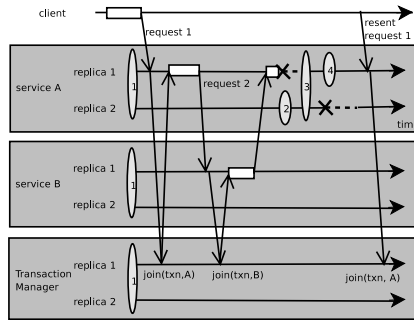 client
resent
request 1
request 1
replica 1
4
request 2
3
service A
1
replica 2
2
tim
replica 1
service B
1
replica 2
replica 1
join(txn,A)
join(txn,B)
join(txn, A)
Transaction
Manager
1
replica 2